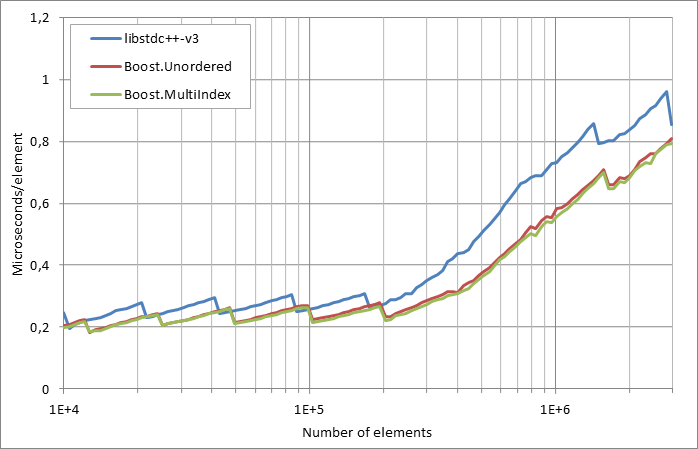 1,2
1
0,8
0,6
0,4
0,2
0
Microseconds/element
libstdc++-v3
Boost.Unordered
Boost.MultiIndex
1E+4
1E+5
1E+6
Number of elements